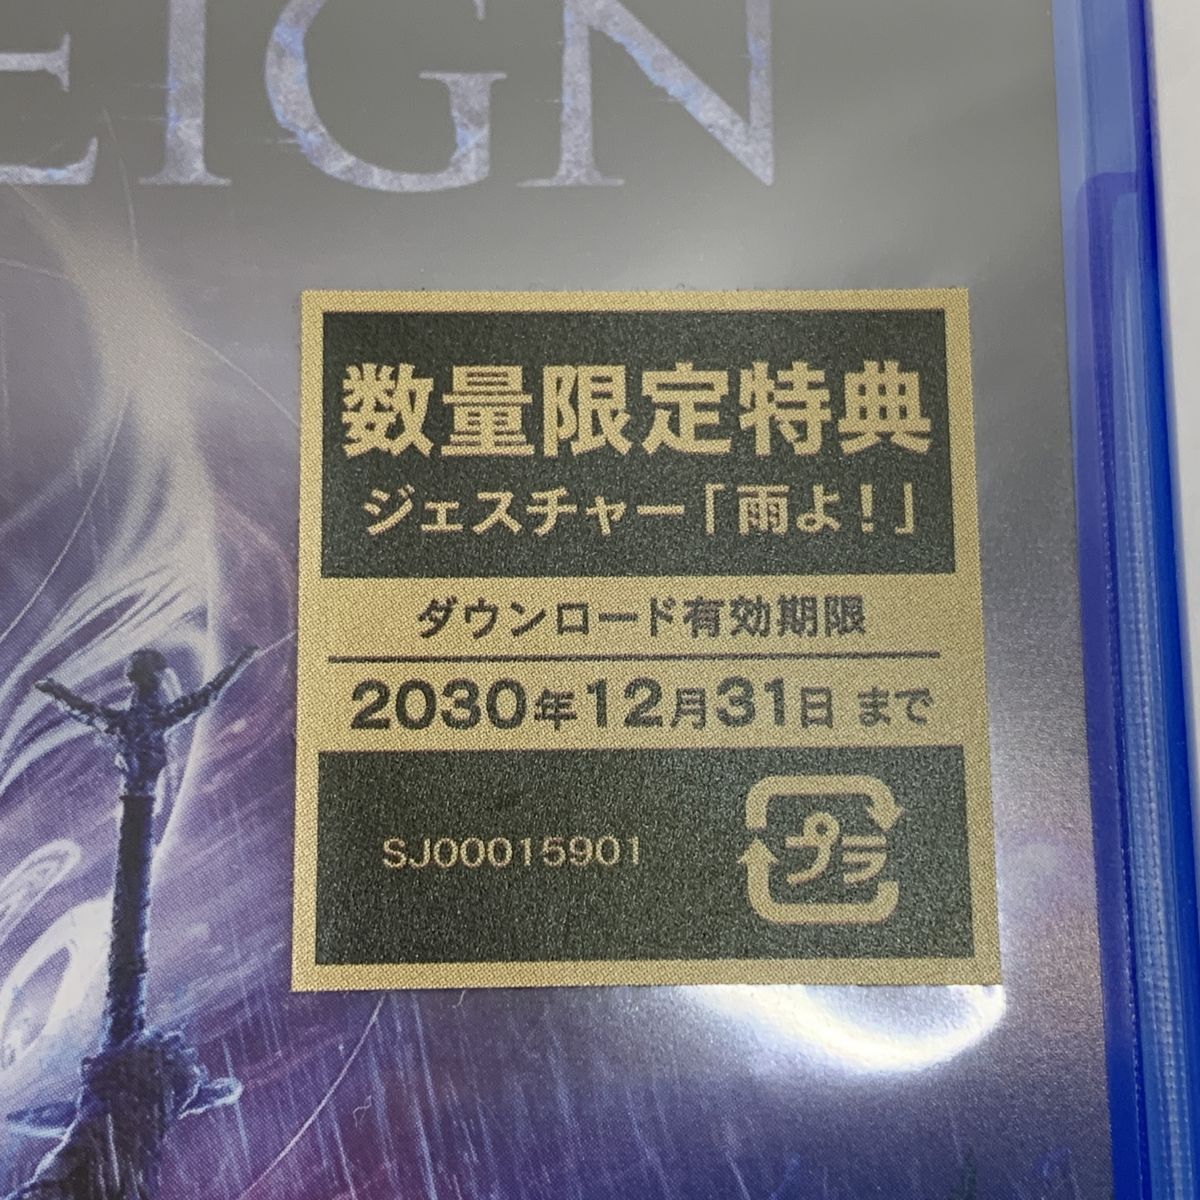 EIGN
数量限定特典
ジェスチャー「雨よ!」
ダウンロード有効期限
2030年12月31日 まで
SJ00015901
プラ